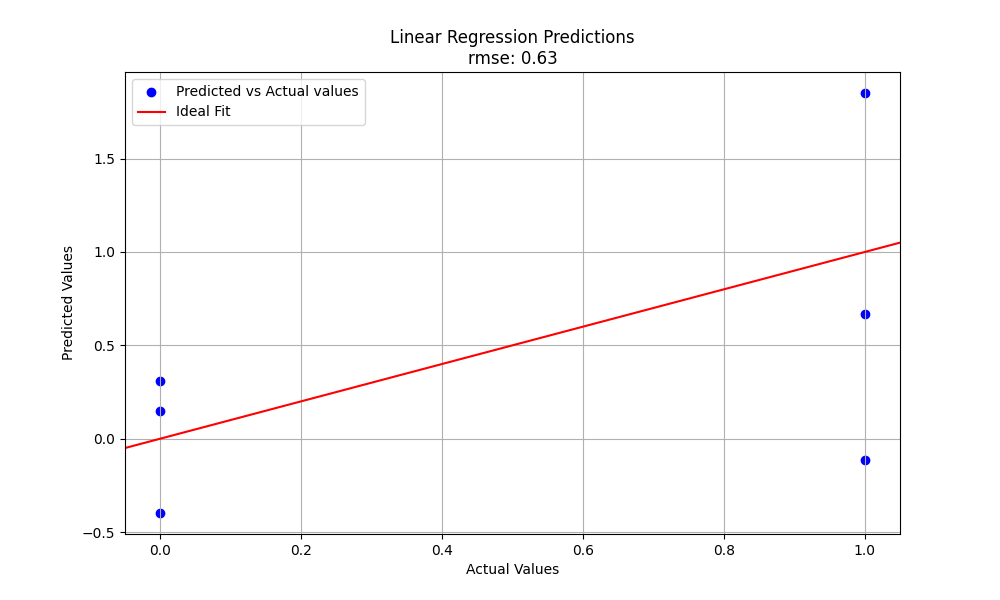 Linear Regression Predictions
rmse: 0.63
Predicted vs Actual values
Ideal Fit
Predicted Values
1.5
1.0
0.5
0.0
−0.5
0.0 0.2 0.4 0.6 0.8 1.0
Actual Values